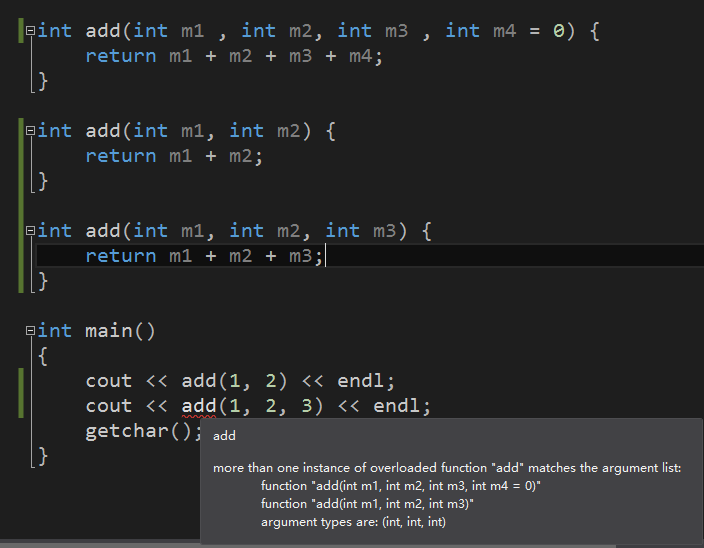 int add(int m1 , int m2, int m3 , int m4 = 0) {
    return m1 + m2 + m3 + m4;
}
int add(int m1, int m2) {
    return m1 + m2;
}
int add(int m1, int m2, int m3) {
    return m1 + m2 + m3;
}
int main()
{
    cout << add(1, 2) << endl;
    cout << add(1, 2, 3) << endl;
    getchar();
}
add
more than one instance of overloaded function "add" matches the argument list:
function "add(int m1, int m2, int m3, int m4 = 0)"
function "add(int m1, int m2, int m3)"
argument types are: (int, int, int)